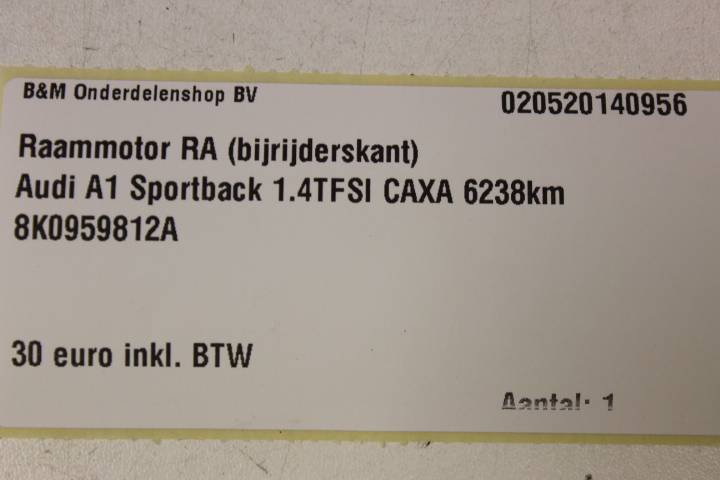 B&M Onderdelenshop BV
020520140956
Raammotor RA (bijrijderskant)
Audi A1 Sportback 1.4TFSI CAXA 6238km
8K0959812A
30 euro inkl. BTW
Aantal: 1